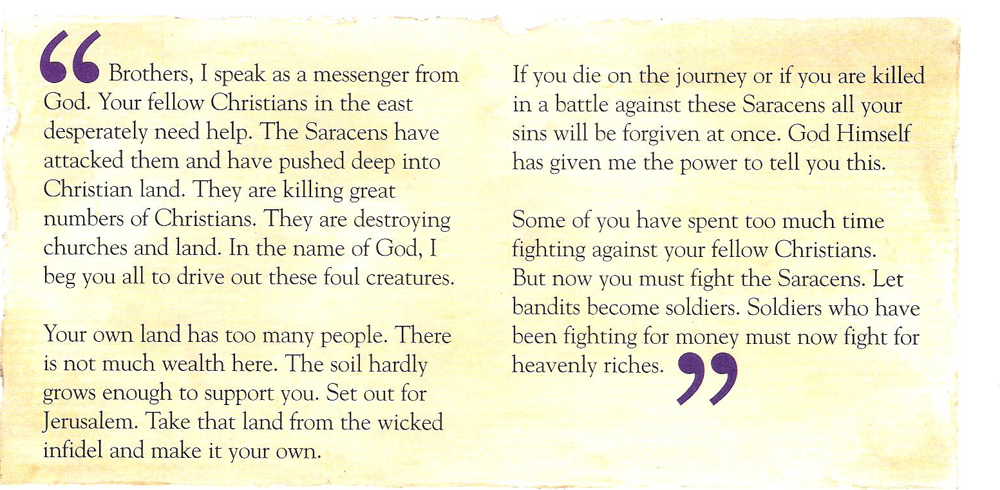 “ Brothers, I speak as a messenger from
God. Your fellow Christians in the east
desperately need help. The Saracens have
attacked them and have pushed deep into
Christian land. They are killing great
numbers of Christians. They are destroying
churches and land. In the name of God, I
beg you all to drive out these foul creatures.

Your own land has too many people. There
is not much wealth here. The soil hardly
grows enough to support you. Set out for
Jerusalem. Take that land from the wicked
infidel and make it your own.

If you die on the journey or if you are killed
in a battle against these Saracens all your
sins will be forgiven at once. God Himself
has given me the power to tell you this.

Some of you have spent too much time
fighting against your fellow Christians.
But now you must fight the Saracens. Let
bandits become soldiers. Soldiers who have
been fighting for money must now fight for
heavenly riches. ”